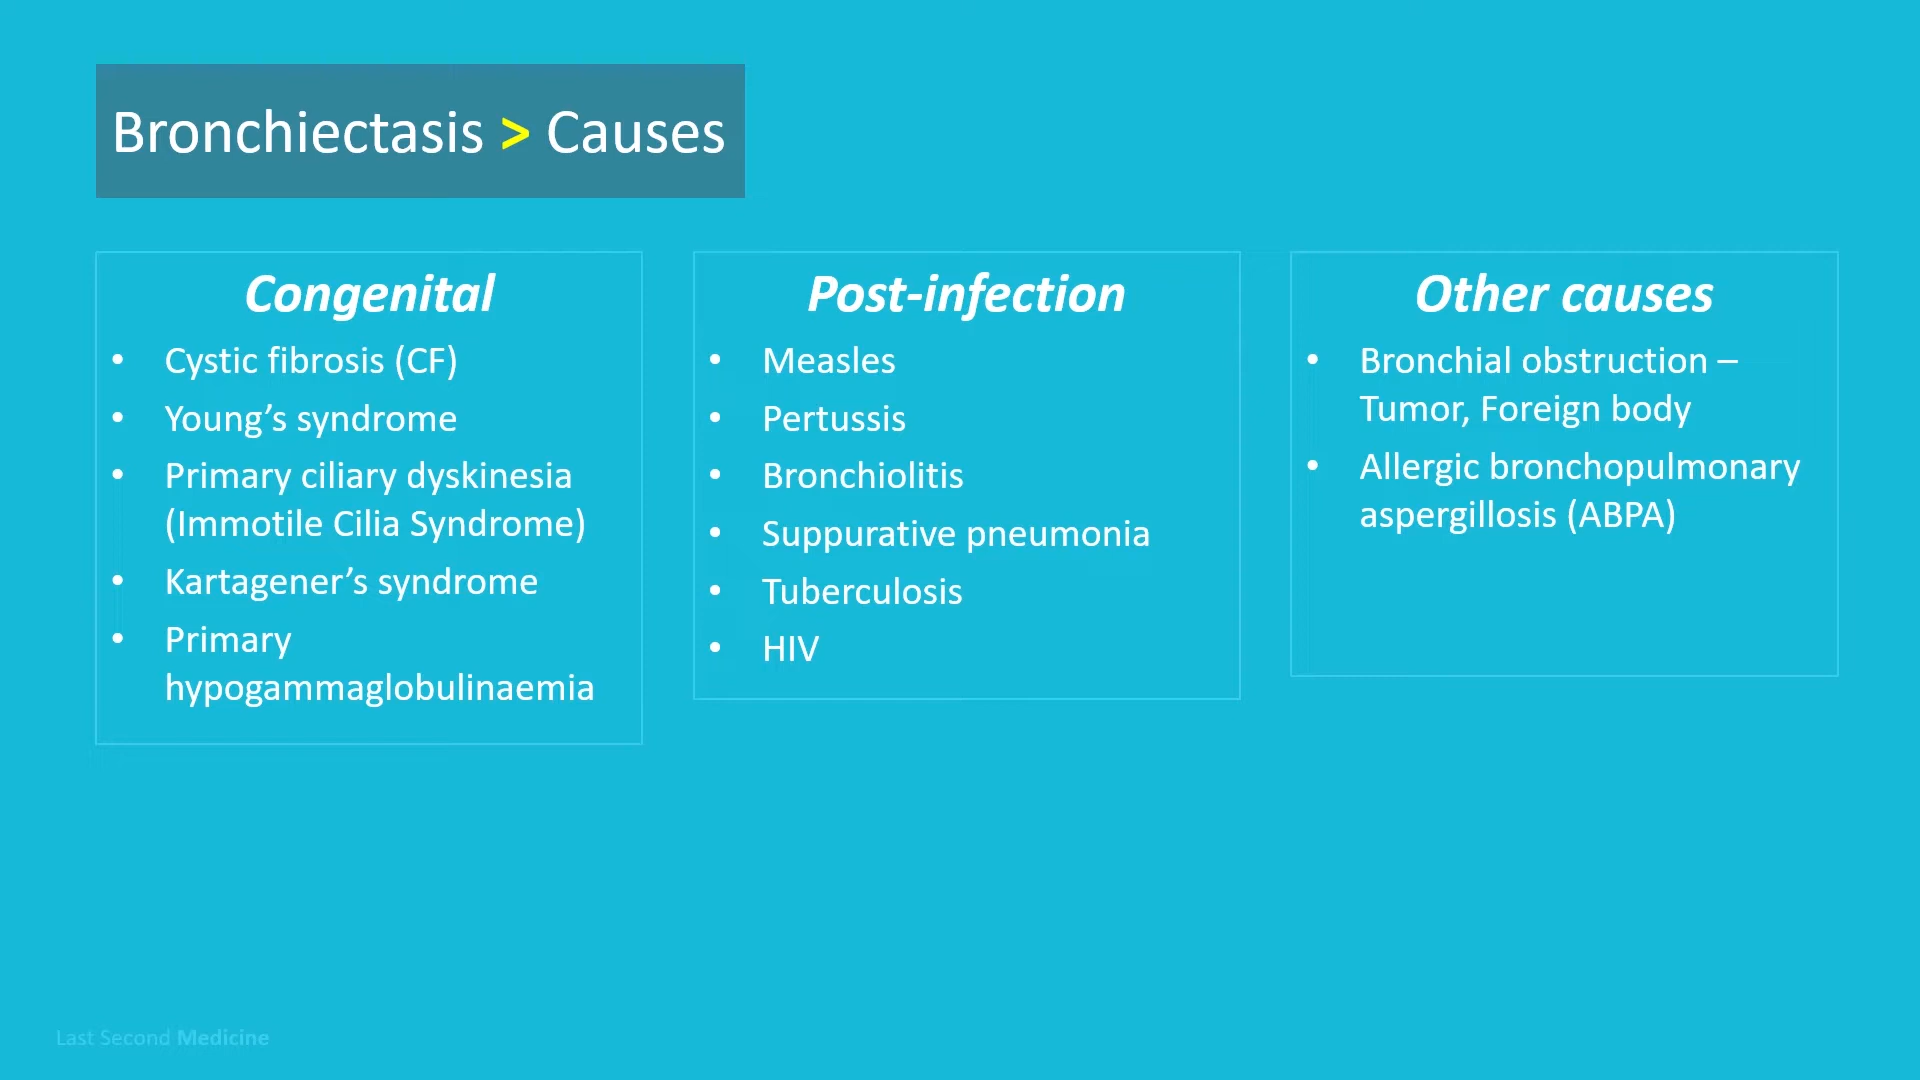 Bronchiectasis > Causes
Congenital
• Cystic fibrosis (CF)
• Young’s syndrome
• Primary ciliary dyskinesia
(Immotile Cilia Syndrome)
• Kartagener’s syndrome
• Primary
hypogammaglobulinaemia
Post-infection
• Measles
• Pertussis
• Bronchiolitis
• Suppurative pneumonia
• Tuberculosis
• HIV
Other causes
• Bronchial obstruction –
Tumor, Foreign body
• Allergic bronchopulmonary
aspergillosis (ABPA)
Last Second Medicine